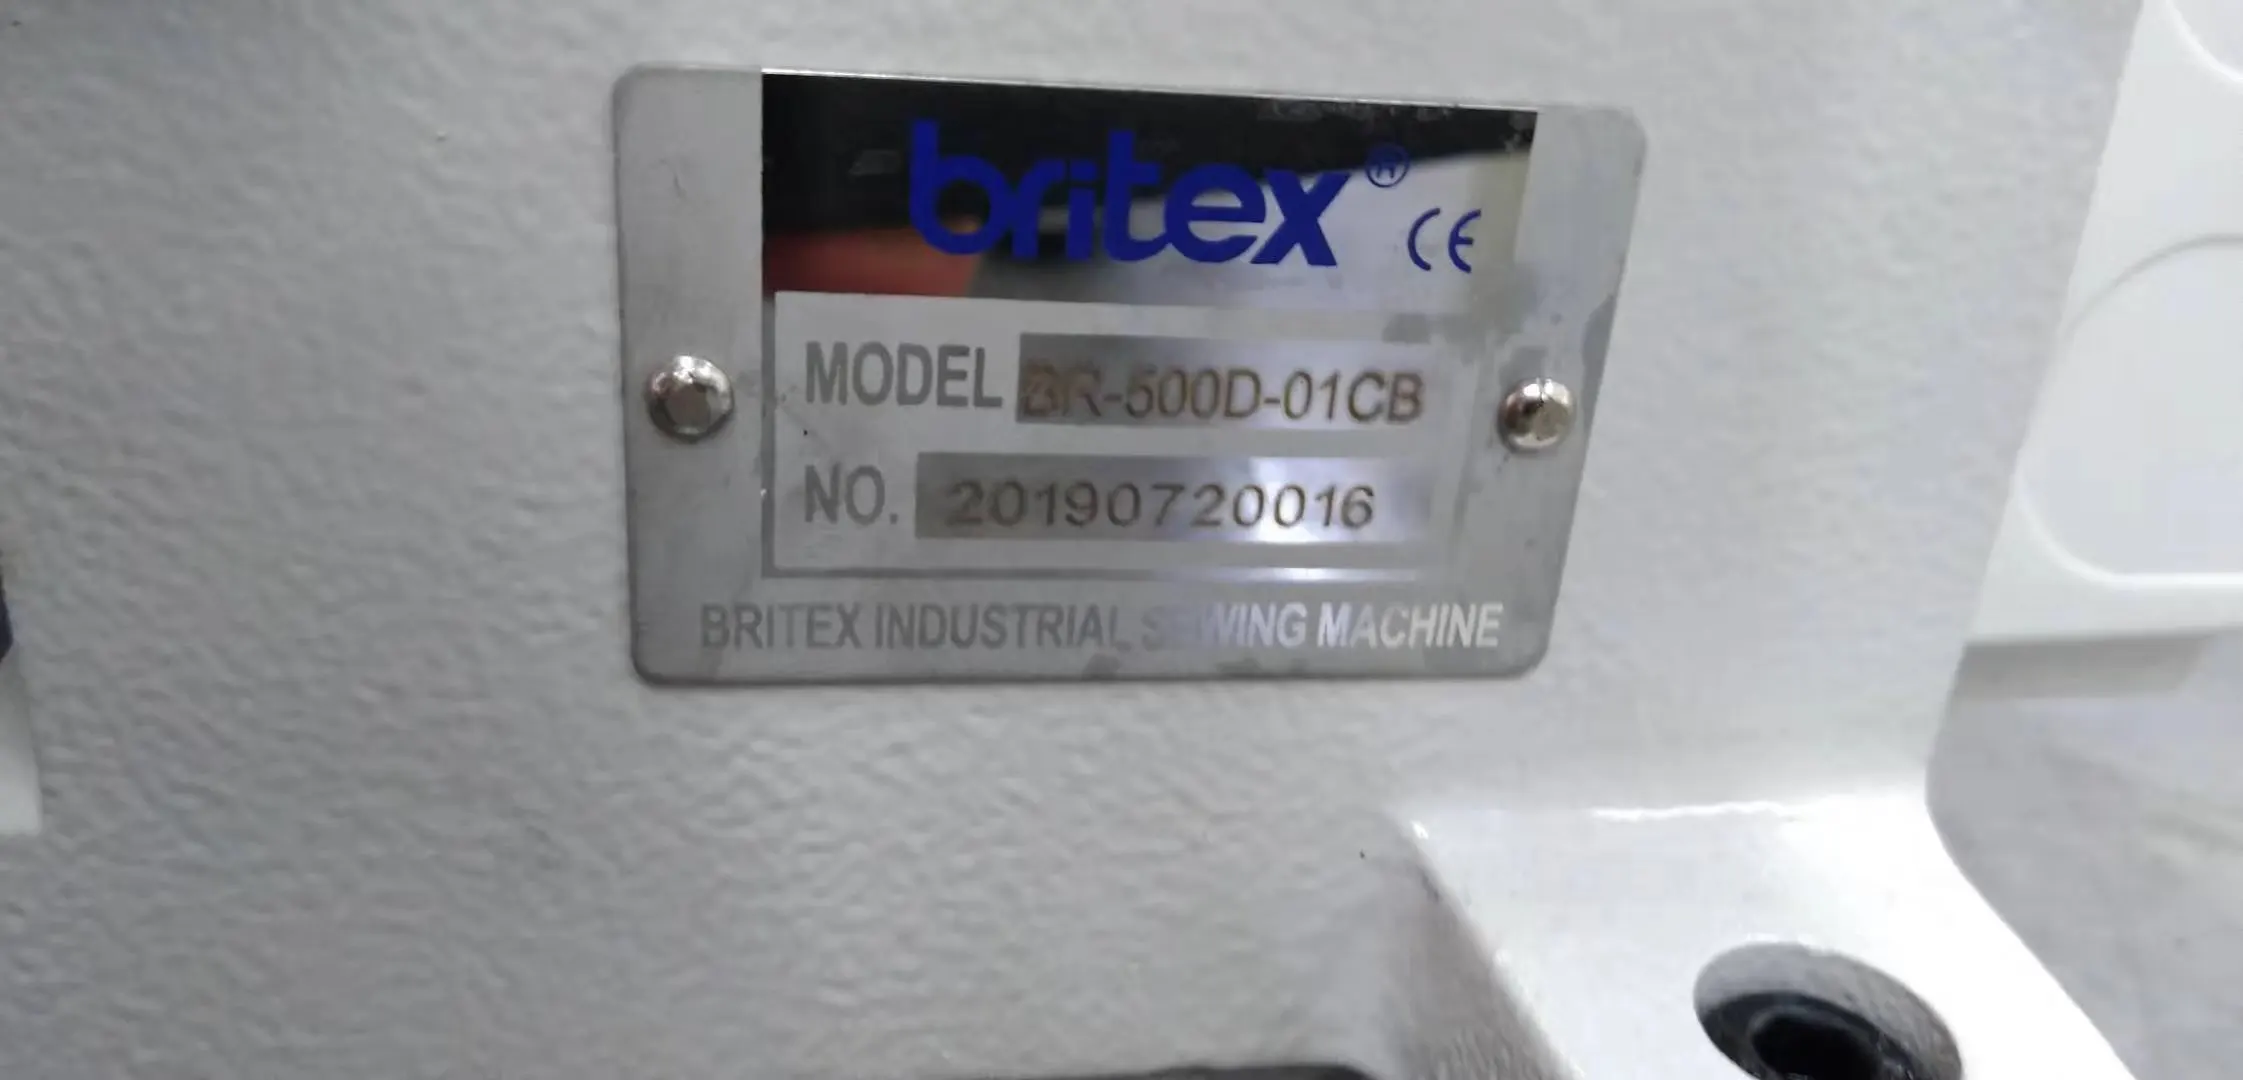 britex® CE
MODEL BR-500D-01CB
NO. 20190720016
BRITEX INDUSTRIAL SEWING MACHINE